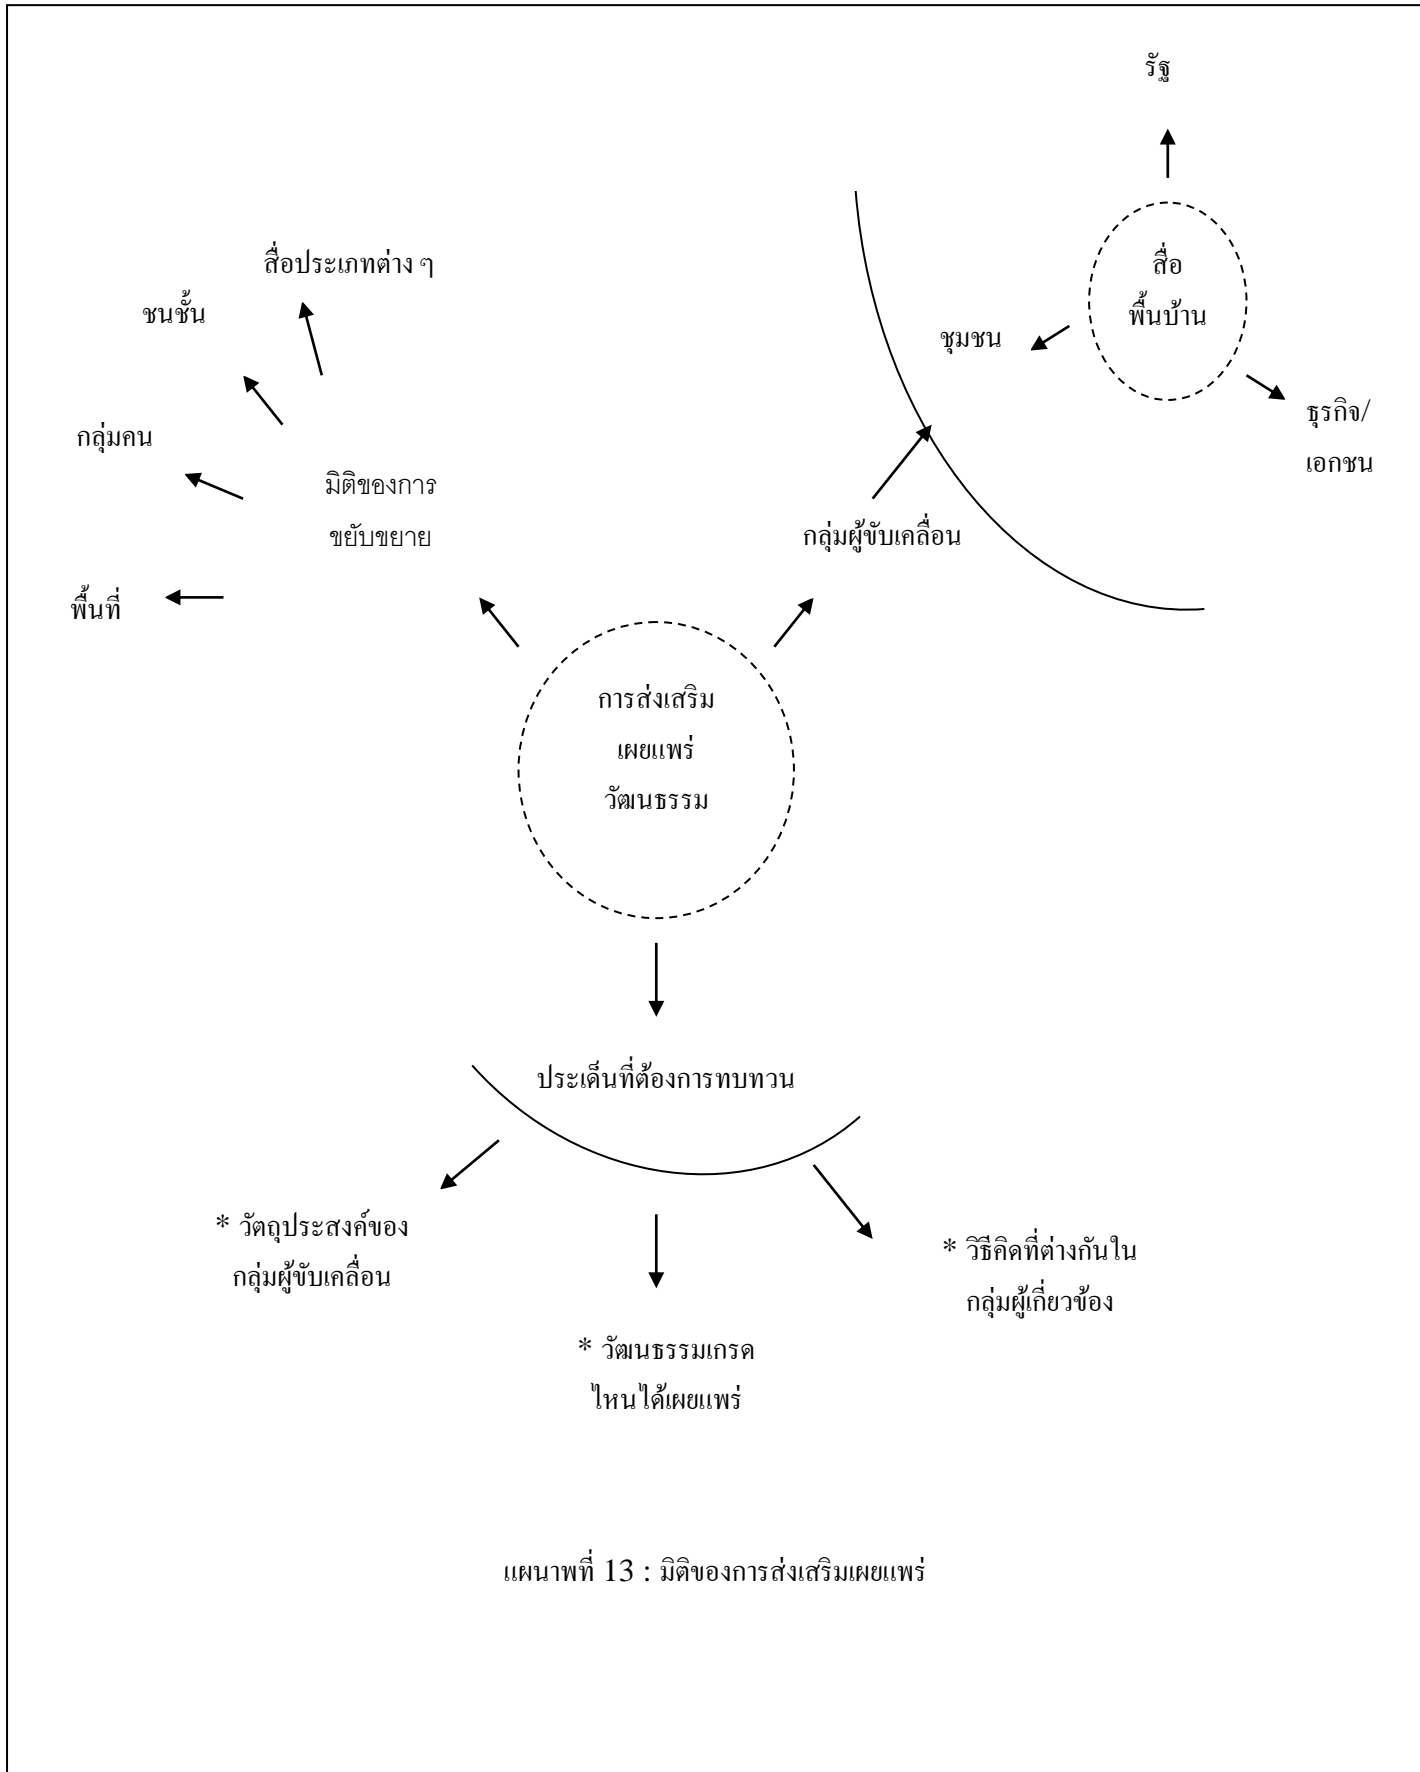 รัฐ
สื่อ
พื้นบ้าน
ชุมชน
ธุรกิจ/
เอกชน
สื่อประเภทต่าง ๆ
ชนชั้น
กลุ่มคน
พื้นที่
มิติของการ
ขยับขยาย
กลุ่มผู้ขับเคลื่อน
การส่งเสริม
เผยแพร่
วัฒนธรรม
ประเด็นที่ต้องการทบทวน
* วัตถุประสงค์ของ
กลุ่มผู้ขับเคลื่อน
* วัฒนธรรมเกรด
ไหนได้เผยแพร่
* วิธีคิดที่ต่างกันใน
กลุ่มผู้เกี่ยวข้อง
แผนาพที่ 13 : มิติของการส่งเสริมเผยแพร่